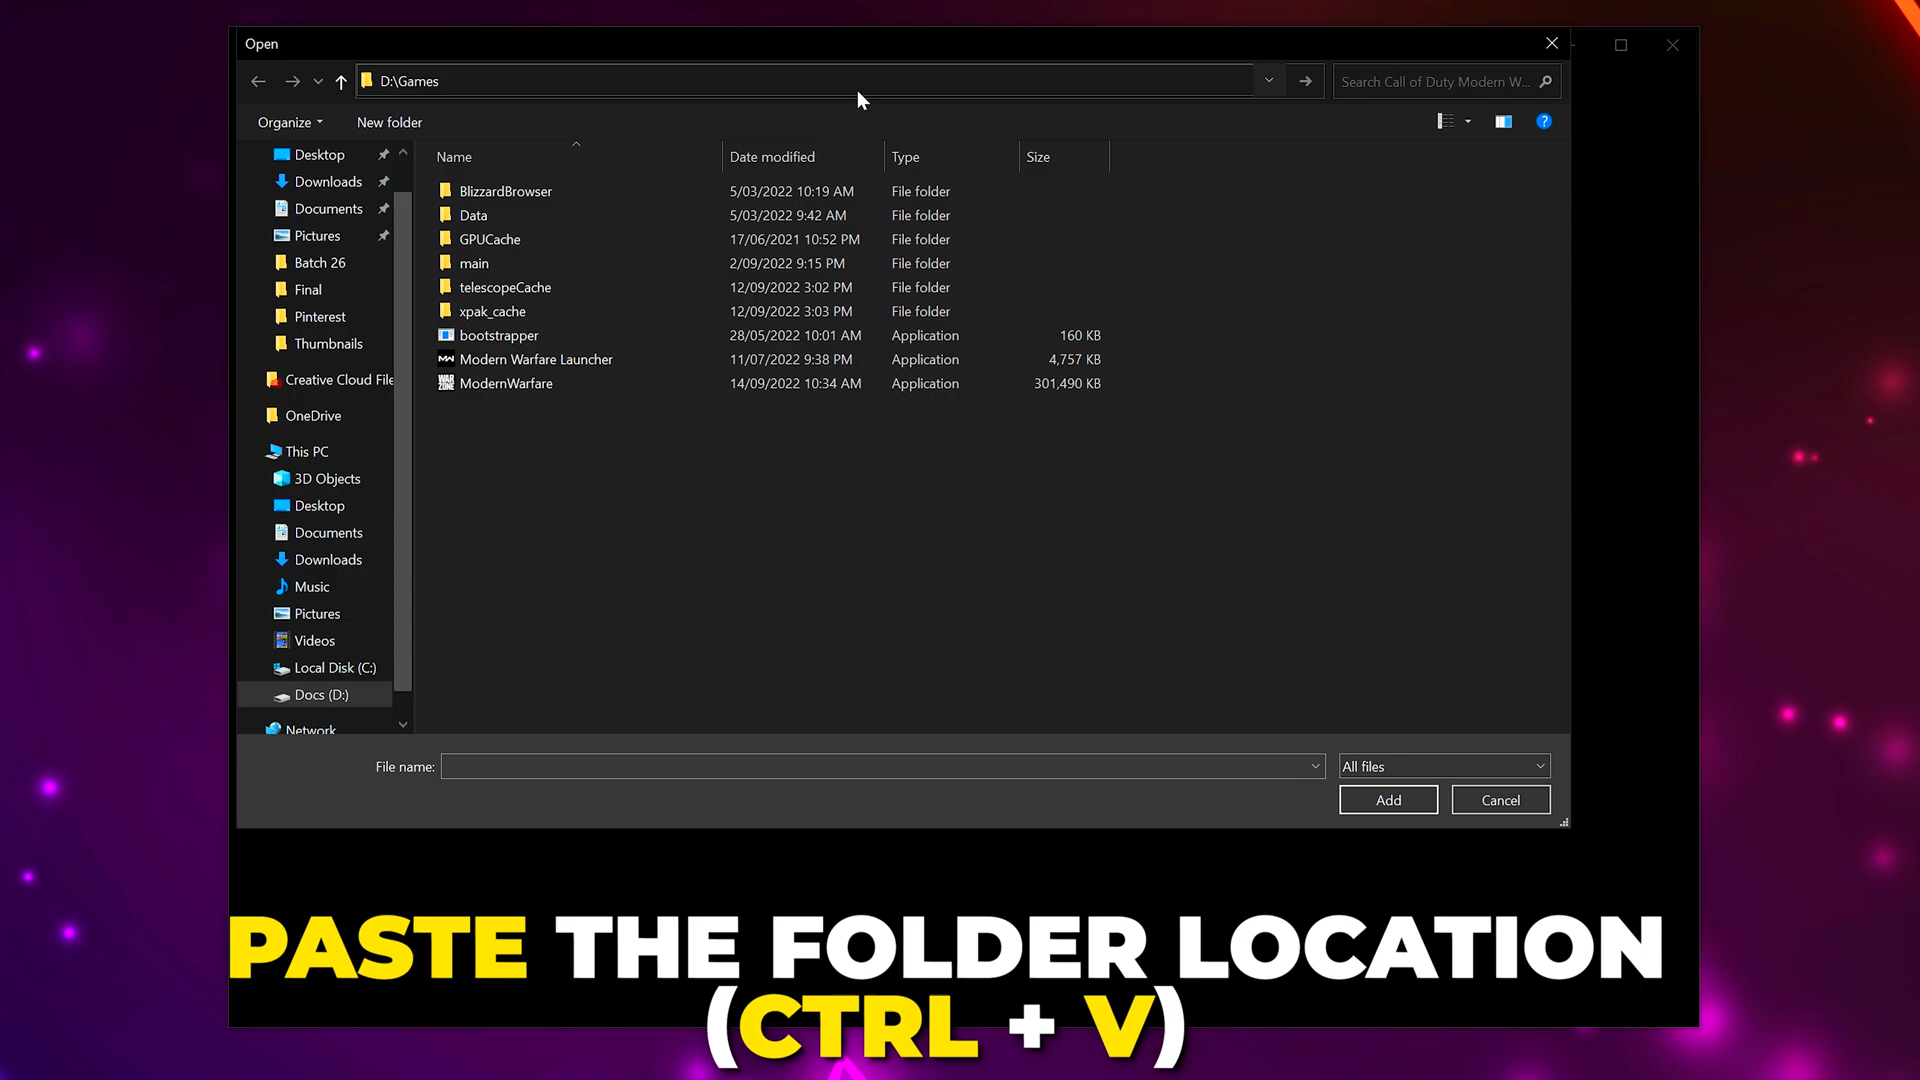 Open
D:\Games
Search Call of Duty Modern W...
Organize
New folder
Name
Date modified
Type
Size
Desktop
Downloads
Documents
Pictures
Batch 26
Final
Pinterest
Thumbnails
Creative Cloud File
OneDrive
This PC
3D Objects
Desktop
Documents
Downloads
Music
Pictures
Videos
Local Disk (C:)
Docs (D:)
Network
BlizzardBrowser 5/03/2022 10:19 AM File folder
Data 5/03/2022 9:42 AM File folder
GPUCache 17/06/2021 10:52 PM File folder
main 2/09/2022 9:15 PM File folder
telescopeCache 12/09/2022 3:02 PM File folder
xpak_cache 12/09/2022 3:03 PM File folder
bootstrapper 28/05/2022 10:01 AM Application 160 KB
Modern Warfare Launcher 11/07/2022 9:38 PM Application 4,757 KB
ModernWarfare 14/09/2022 10:34 AM Application 301,490 KB
File name:
All files
Add
Cancel
PASTE THE FOLDER LOCATION
(CTRL + V)